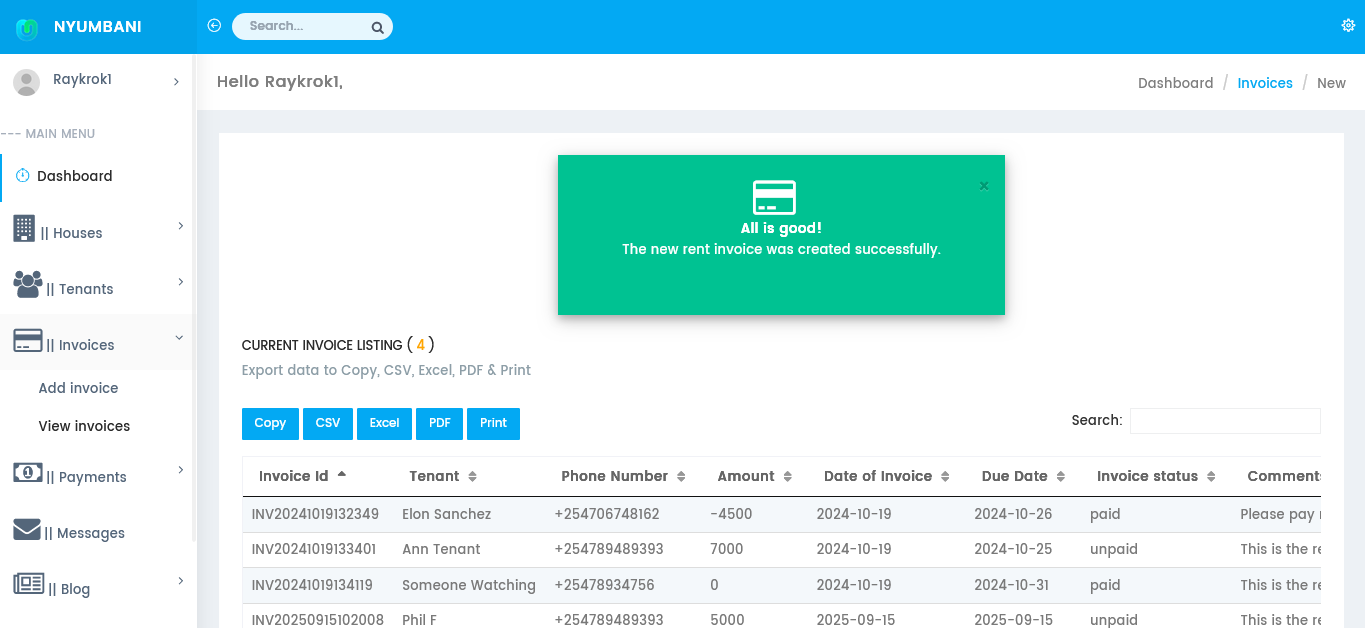 NYUMBANI
Search...
Raykrok1
Hello Raykrok1,
Dashboard / Invoices / New
--- MAIN MENU
Dashboard
|| Houses
|| Tenants
|| Invoices
Add invoice
View invoices
|| Payments
|| Messages
|| Blog
×
All is good!
The new rent invoice was created successfully.
CURRENT INVOICE LISTING ( 4 )
Export data to Copy, CSV, Excel, PDF & Print
Copy CSV Excel PDF Print
Search:
Invoice Id Tenant Phone Number Amount Date of Invoice Due Date Invoice status Comments
INV20241019132349 Elon Sanchez +254706748162 -4500 2024-10-19 2024-10-26 paid Please pay
INV20241019133401 Ann Tenant +254789489393 7000 2024-10-19 2024-10-25 unpaid This is the re
INV20241019134119 Someone Watching +25478934756 0 2024-10-19 2024-10-31 paid This is the re
INV20250915102008 Phil F +254789489393 5000 2025-09-15 2025-09-15 unpaid This is the re